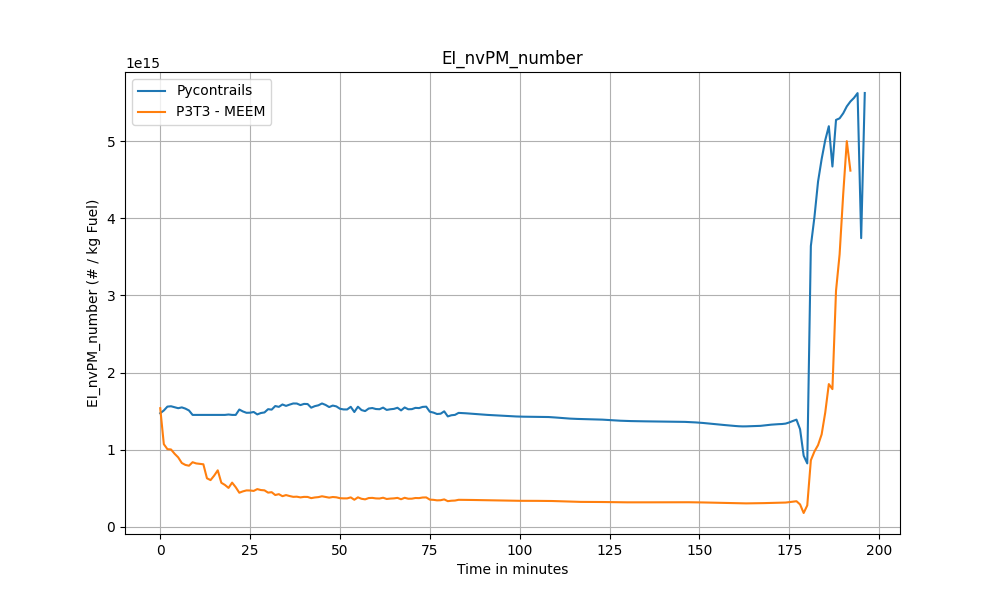 EI_nvPM_number
1e15
Pycontrails
P3T3 - MEEM
EI_nvPM_number (# / kg Fuel)
5
4
3
2
1
0
0 25 50 75 100 125 150 175 200
Time in minutes